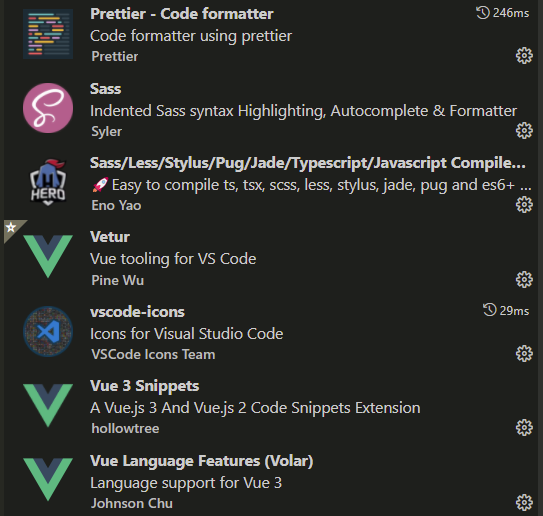 Prettier - Code formatter 246ms
Code formatter using prettier
Prettier
Sass
Indented Sass syntax Highlighting, Autocomplete & Formatter
Syler
Sass/Less/Stylus/Pug/Jade/Typescript/Javascript Compile...
🚀 Easy to compile ts, tsx, scss, less, stylus, jade, pug and es6+ ...
HERO
Eno Yao
Vetur
Vue tooling for VS Code
Pine Wu
vscode-icons 29ms
Icons for Visual Studio Code
VSCode Icons Team
Vue 3 Snippets
A Vue.js 3 And Vue.js 2 Code Snippets Extension
hollowtree
Vue Language Features (Volar)
Language support for Vue 3
Johnson Chu